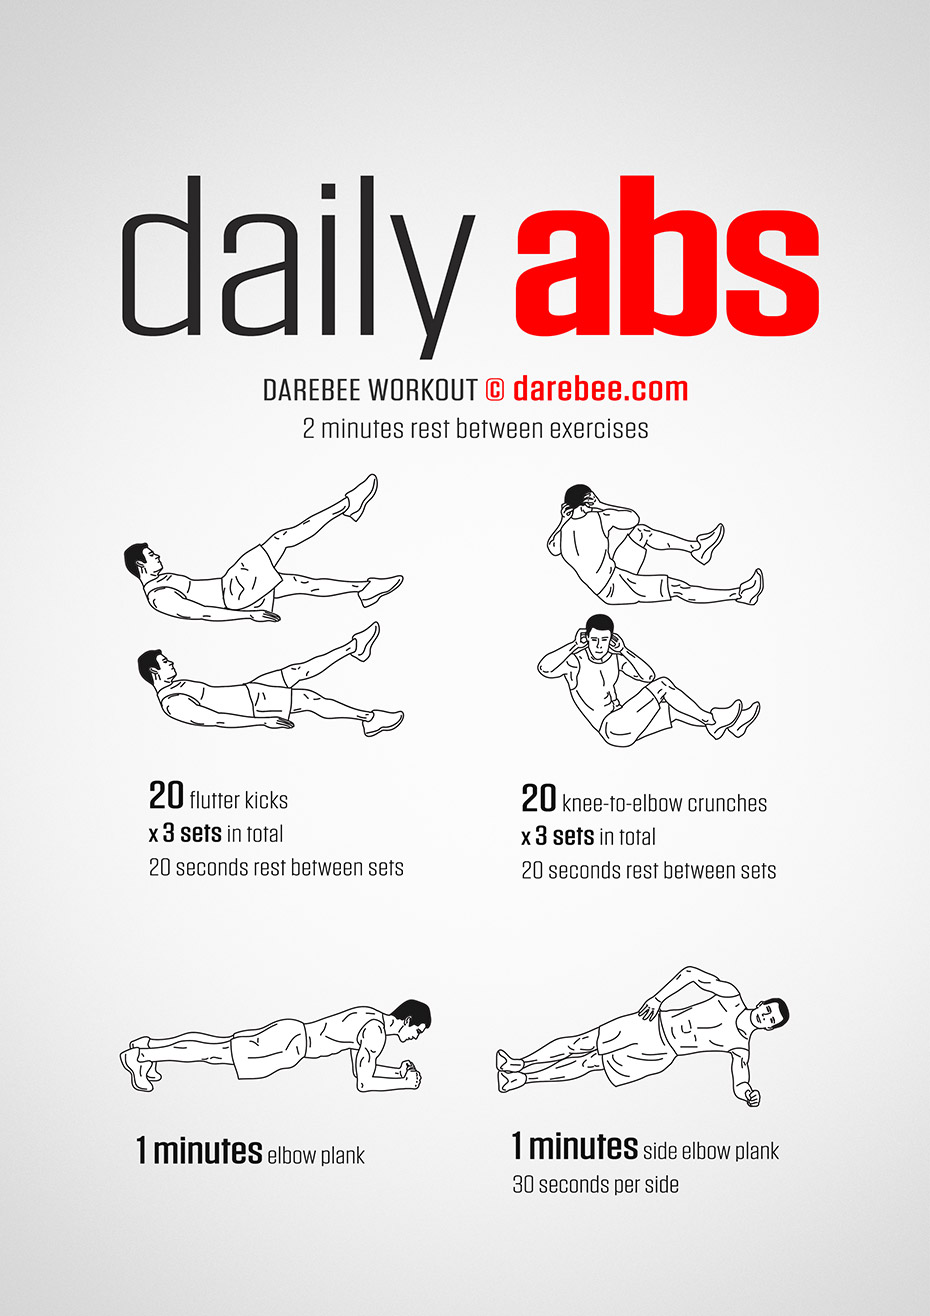 daily abs
DAREBEE WORKOUT © darebee.com
2 minutes rest between exercises
20 flutter kicks
x 3 sets in total
20 seconds rest between sets
20 knee-to-elbow crunches
x 3 sets in total
20 seconds rest between sets
1 minutes elbow plank
1 minutes side elbow plank
30 seconds per side